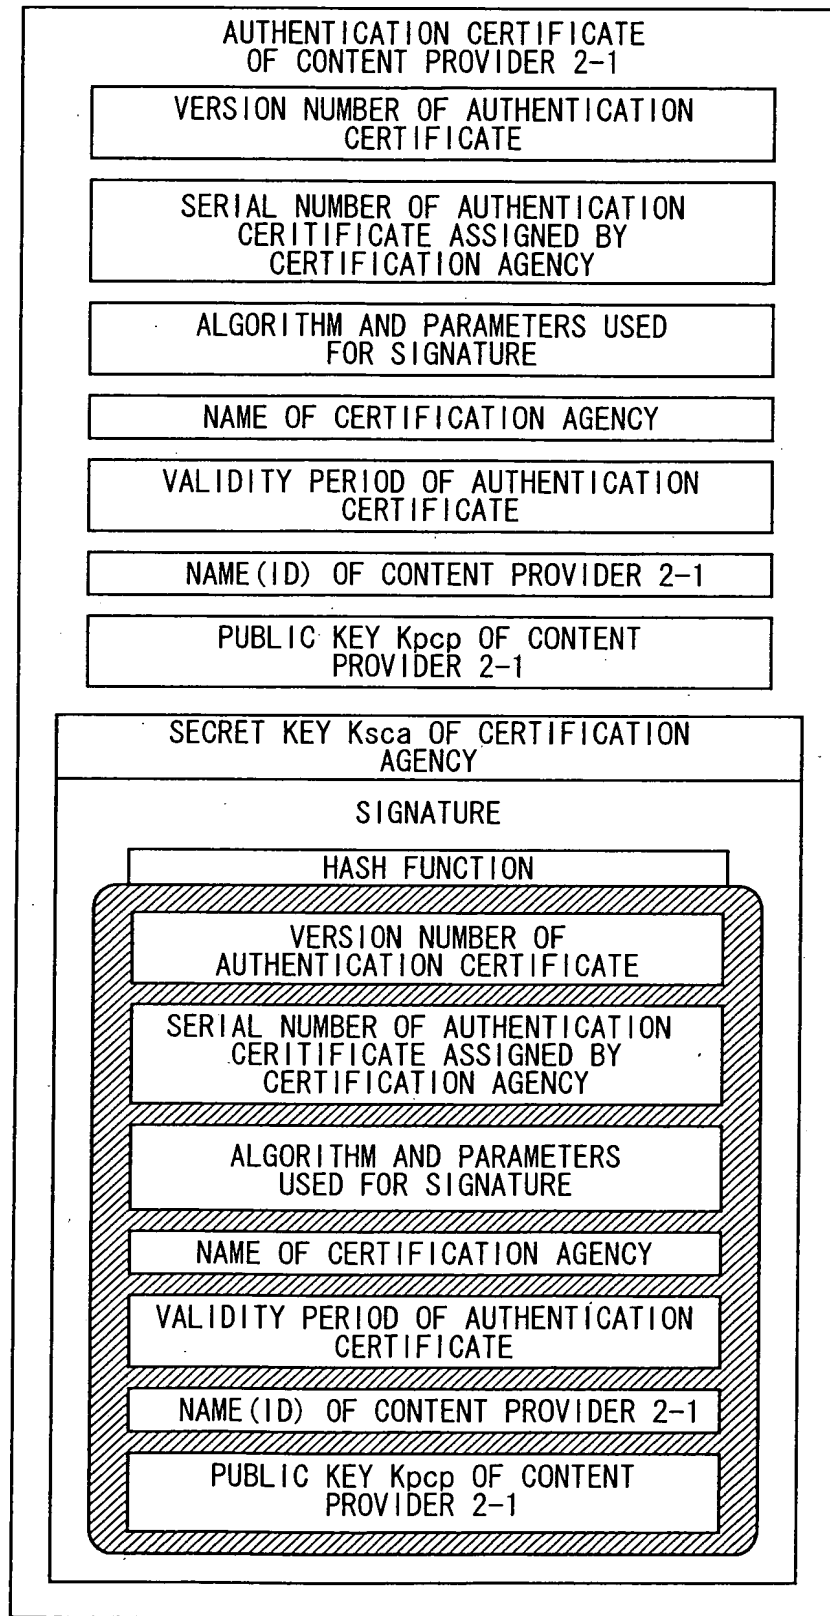 AUTHENTICATION CERTIFICATE
OF CONTENT PROVIDER 2-1
VERSION NUMBER OF AUTHENTICATION
CERTIFICATE
SERIAL NUMBER OF AUTHENTICATION
CERITIFICATE ASSIGNED BY
CERTIFICATION AGENCY
ALGORITHM AND PARAMETERS USED
FOR SIGNATURE
NAME OF CERTIFICATION AGENCY
VALIDITY PERIOD OF AUTHENTICATION
CERTIFICATE
NAME(ID) OF CONTENT PROVIDER 2-1
PUBLIC KEY Kpcp OF CONTENT
PROVIDER 2-1
SECRET KEY Ksca OF CERTIFICATION
AGENCY
SIGNATURE
HASH FUNCTION
VERSION NUMBER OF
AUTHENTICATION CERTIFICATE
SERIAL NUMBER OF AUTHENTICATION
CERITIFICATE ASSIGNED BY
CERTIFICATION AGENCY
ALGORITHM AND PARAMETERS
USED FOR SIGNATURE
NAME OF CERTIFICATION AGENCY
VALIDITY PERIOD OF AUTHENTICATION
CERTIFICATE
NAME(ID) OF CONTENT PROVIDER 2-1
PUBLIC KEY Kpcp OF CONTENT
PROVIDER 2-1